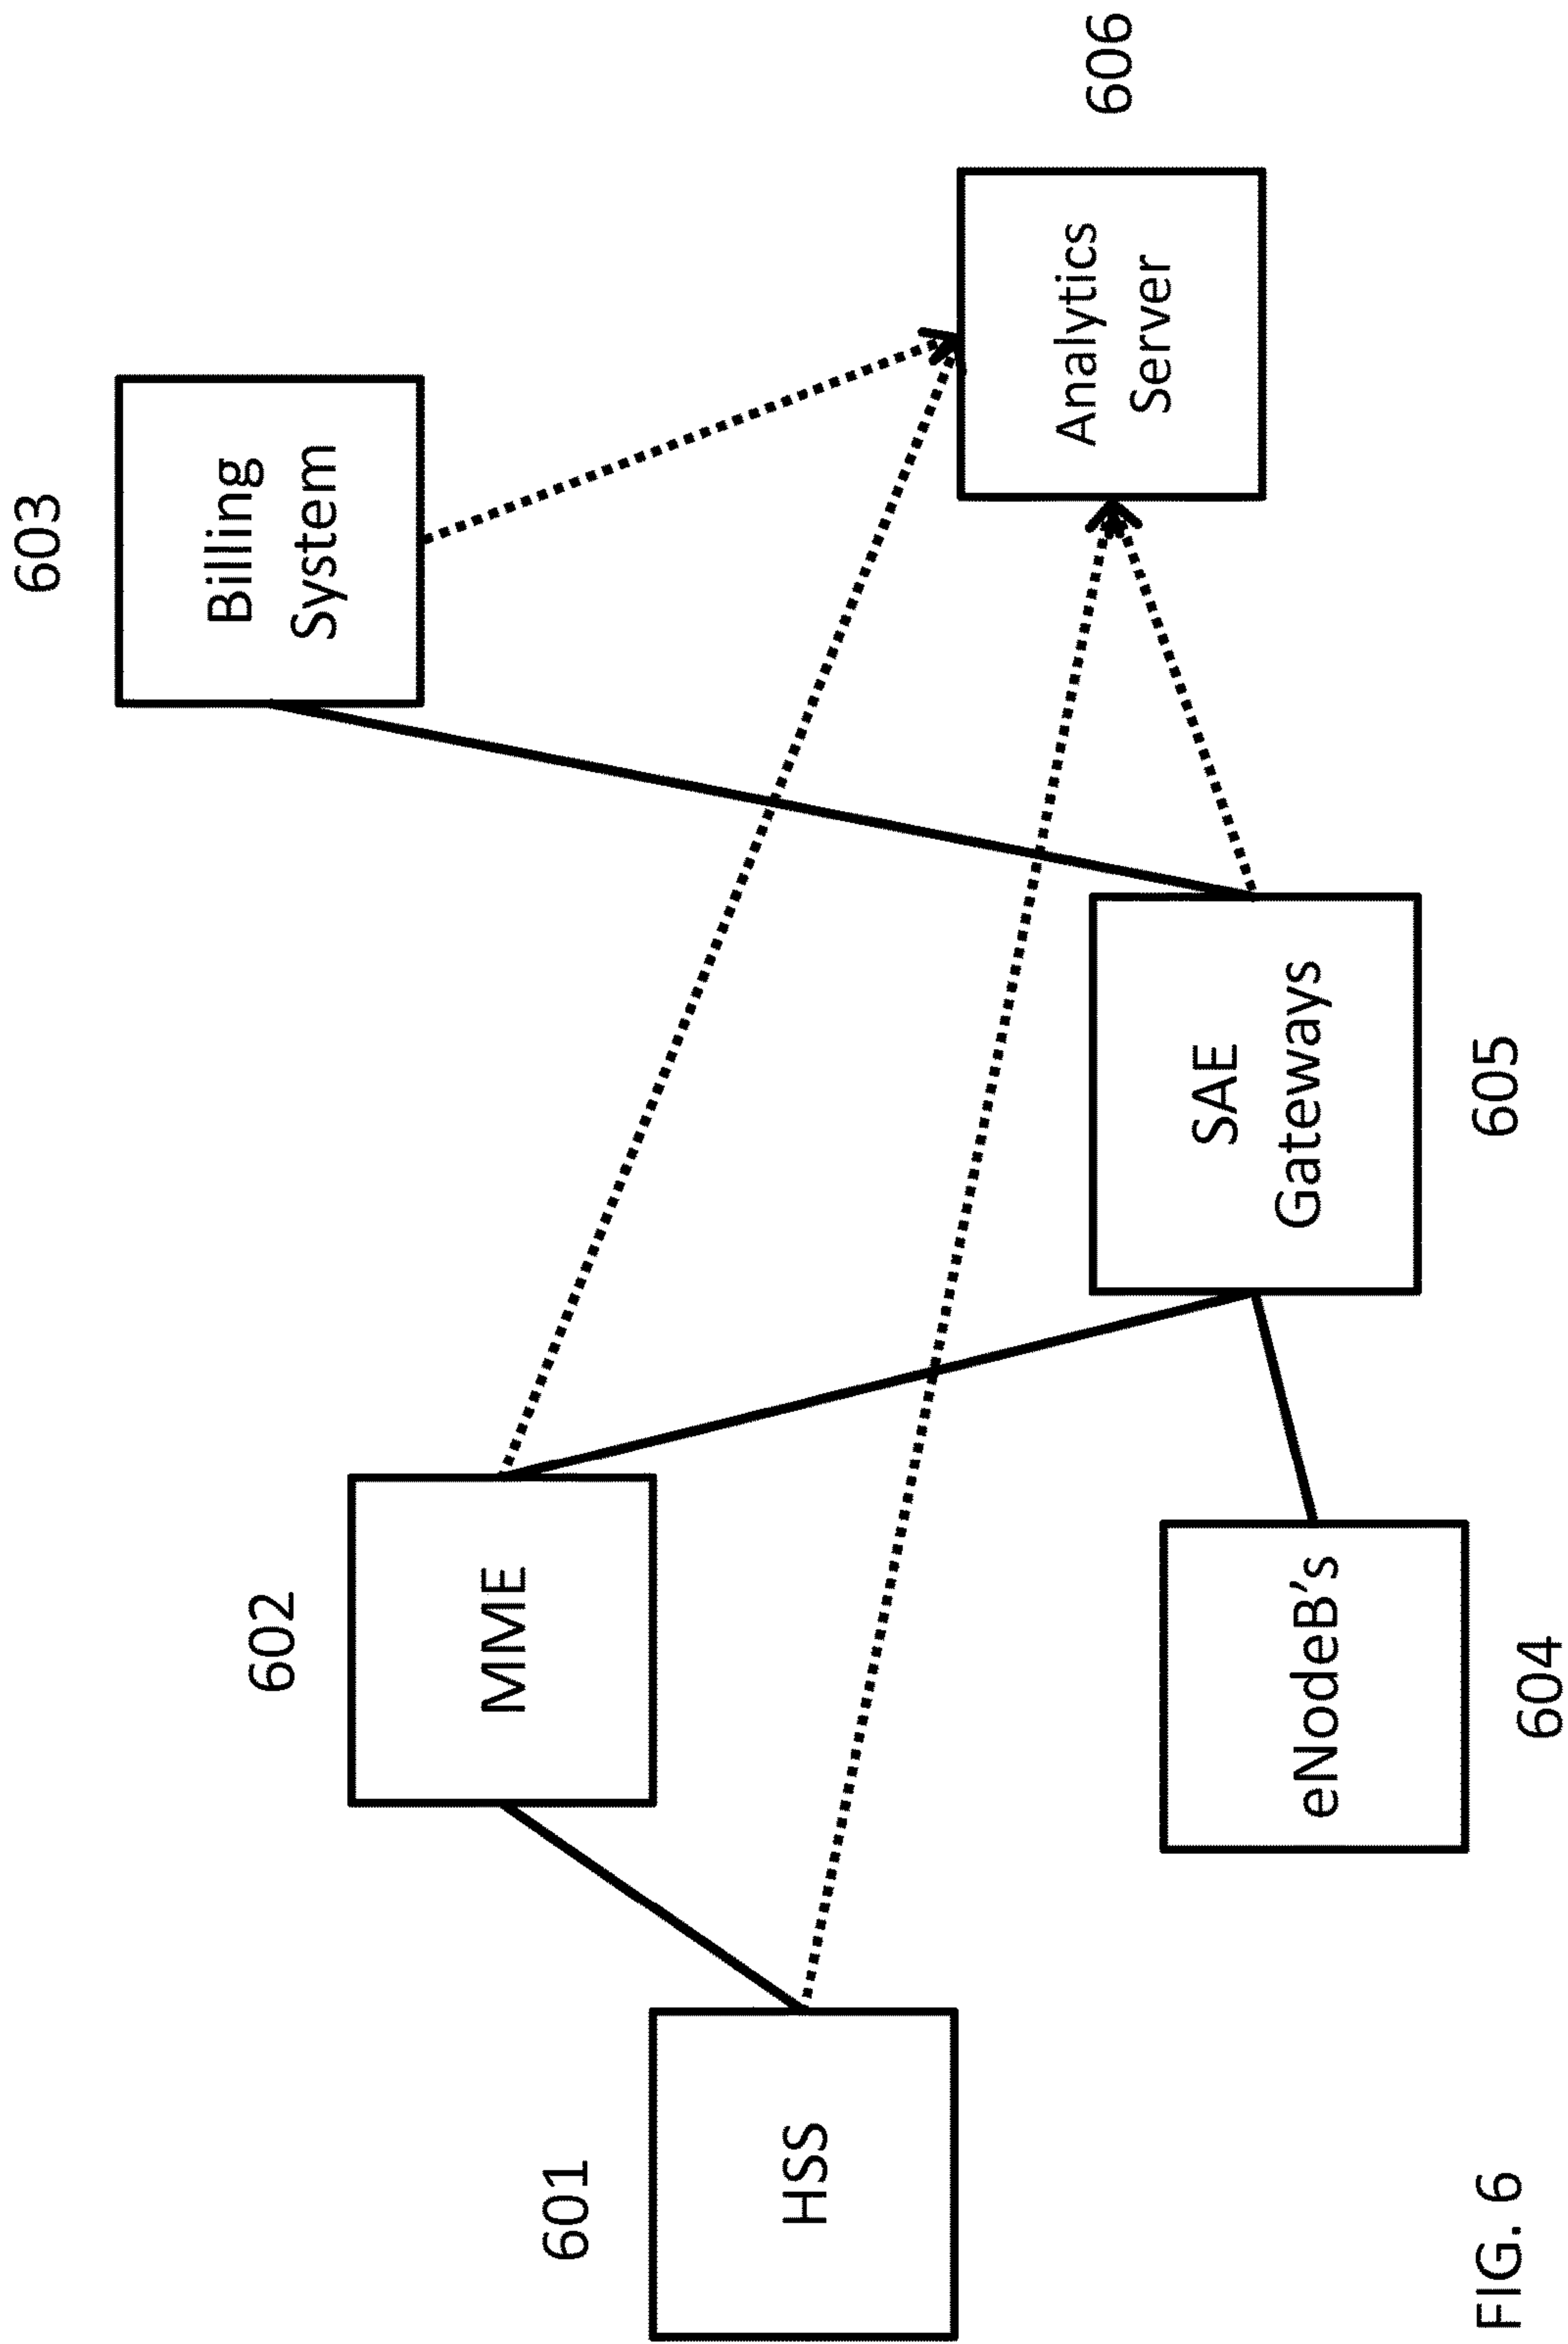 603
Billing
System
602
MME
601
HSS
Analytics
Server
606
SAE
Gateways
605
eNodeB's
604
FIG. 6